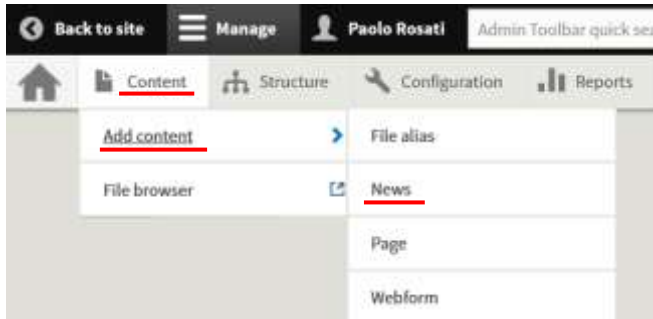 Back to site Manage Paolo Rosati Admin Toolbar quick sea
Content Structure Configuration Reports
Add content File alias
File browser News
Page
Webform